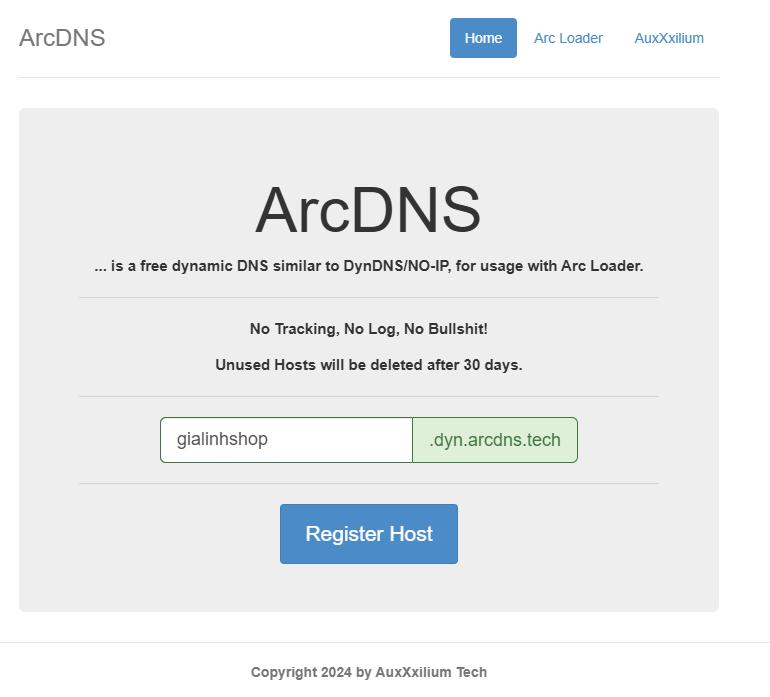 ArcDNS
Home Arc Loader AuxXxilium
ArcDNS
... is a free dynamic DNS similar to DynDNS/NO-IP, for usage with Arc Loader.
No Tracking, No Log, No Bullshit!
Unused Hosts will be deleted after 30 days.
gialinhshop .dyn.arcdns.tech
Register Host
Copyright 2024 by AuxXxilium Tech